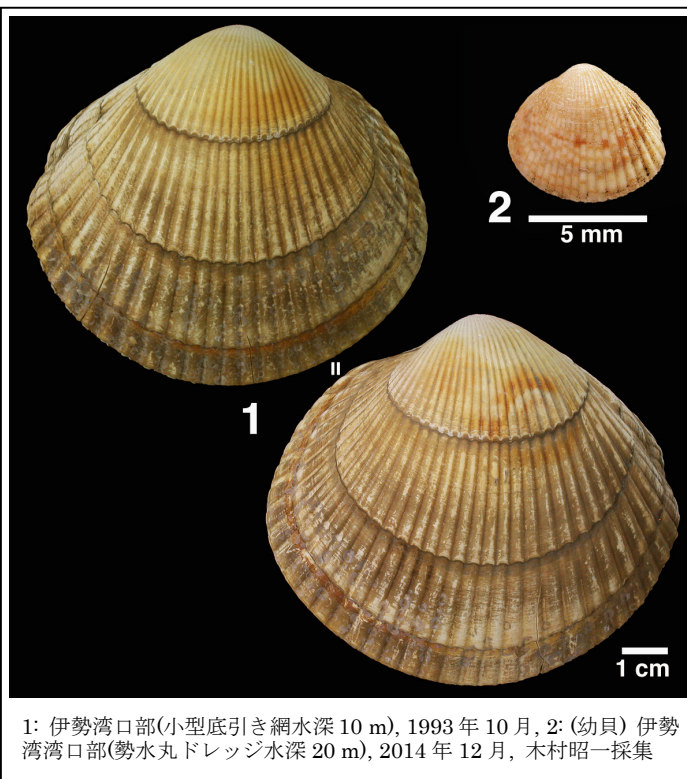 2
5 mm
1
=
1 cm
1: 伊勢湾口部(小型底引き網水深 10 m), 1993 年 10 月, 2: (幼貝) 伊勢
湾湾口部(勢水丸ドレッジ水深 20 m), 2014 年 12 月, 木村昭一採集